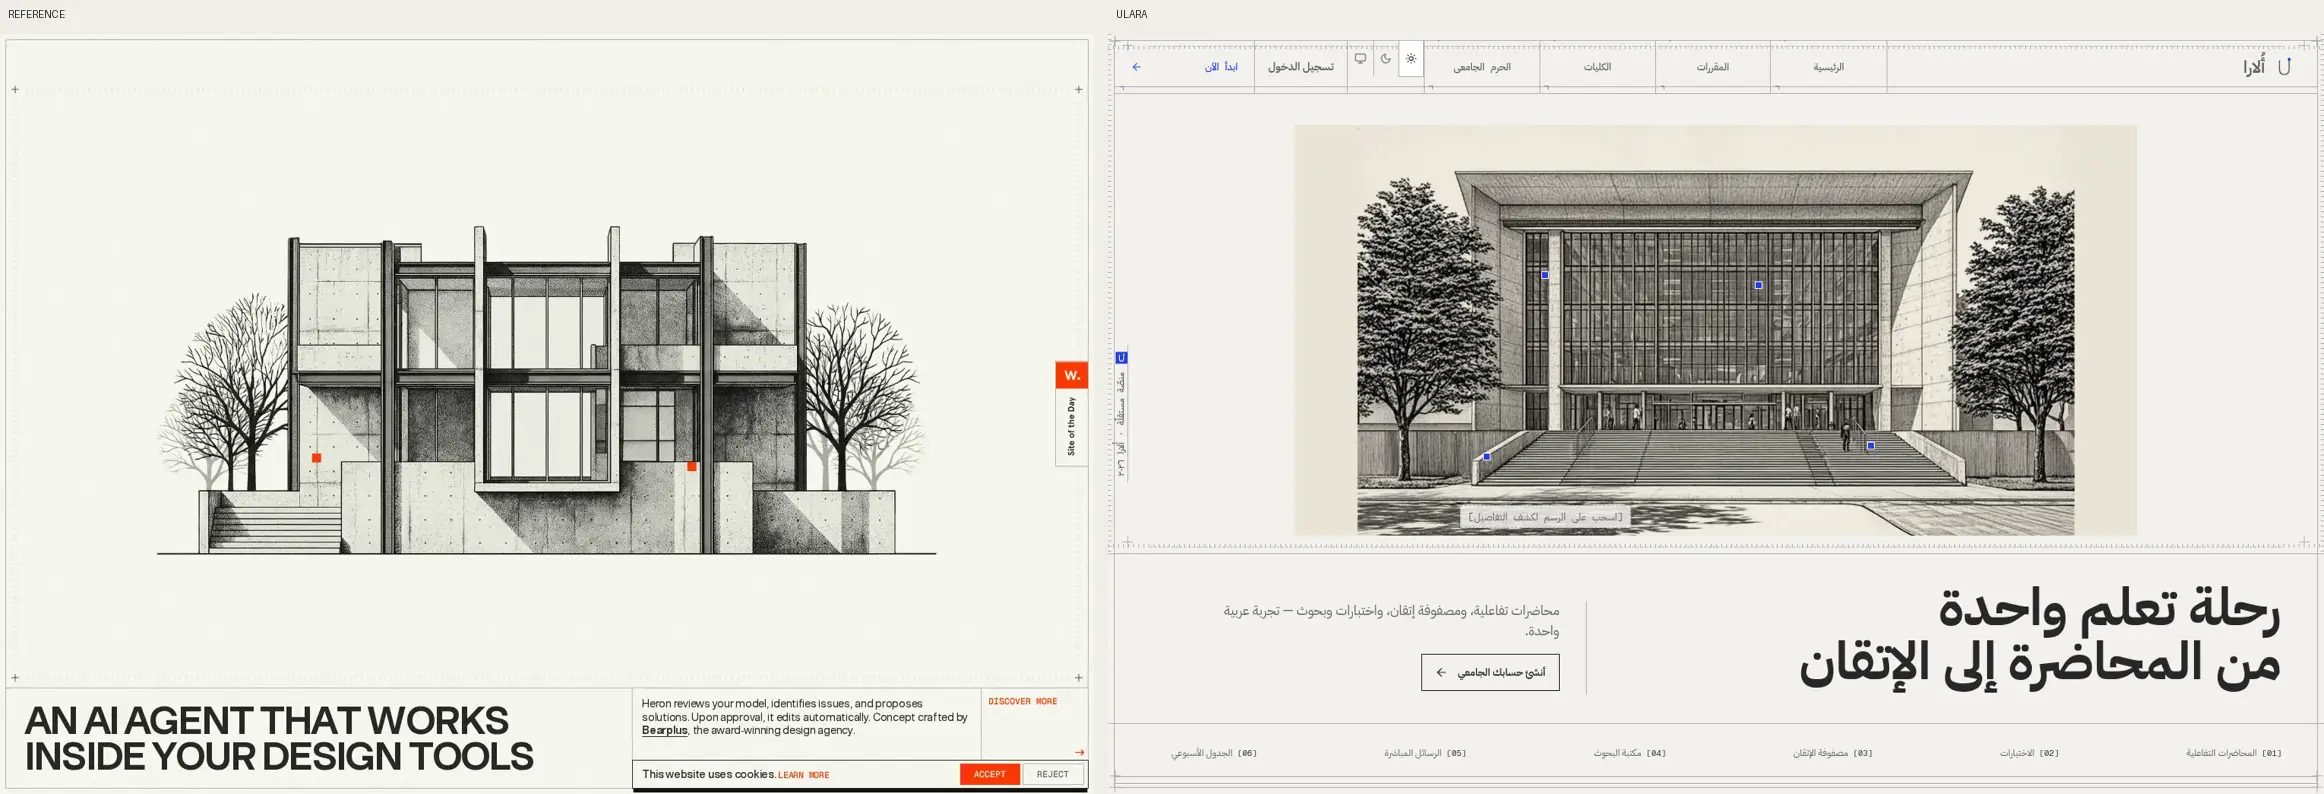 REFERENCE
W.
Site of the Day
AN AI AGENT THAT WORKS
INSIDE YOUR DESIGN TOOLS
Heron reviews your model, identifies issues, and proposes
solutions. Upon approval, it edits automatically. Concept crafted by
Bearplus, the award-winning design agency.
DISCOVER MORE
→
This website uses cookies. LEARN MORE
ACCEPT
REJECT
ULARA
ألارا
الرئيسية
المقررات
الكليات
الحرم الجامعي
تسجيل الدخول
ابدأ الآن ←
منصّة مستقلة · ألارا ٢٠٢٦
[اسحب على الرسم لكشف التفاصيل]
رحلة تعلم واحدة
من المحاضرة إلى الإتقان
محاضرات تفاعلية، ومصفوفة إتقان، واختبارات وبحوث — تجربة عربية
واحدة.
أنشئ حسابك الجامعي ←
[01] المحاضرات التفاعلية
[02] الاختبارات
[03] مصفوفة الإتقان
[04] مكتبة البحوث
[05] الرسائل المباشرة
[06] الجدول الأسبوعي